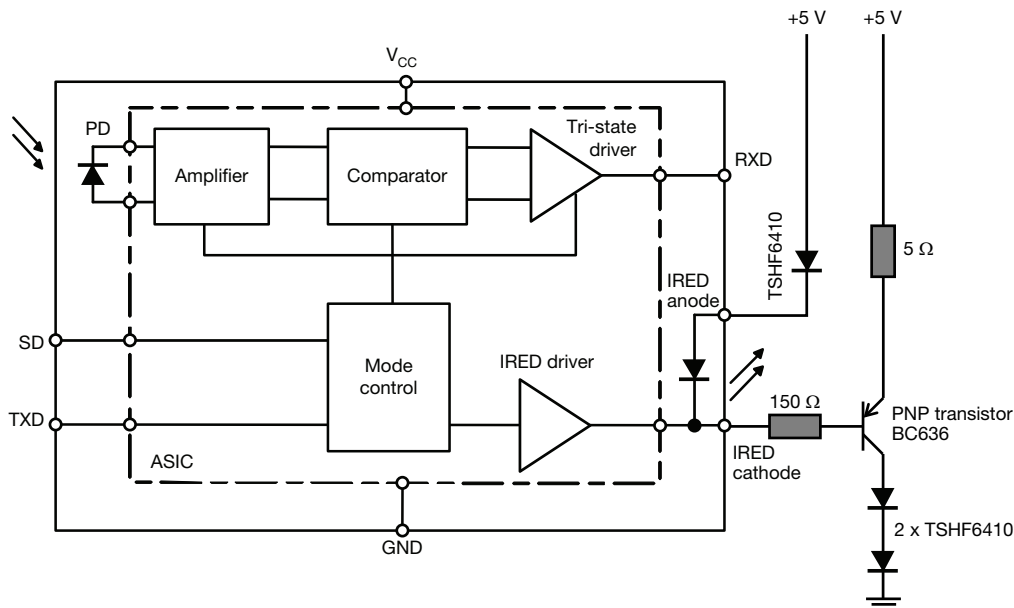 +5 V
+5 V
VCC
PD
Amplifier
Comparator
Tri-state
driver
RXD
TSHF6410
5 Ω
IRED
anode
SD
Mode
control
IRED driver
TXD
150 Ω
PNP transistor
BC636
ASIC
IRED
cathode
2 x TSHF6410
GND